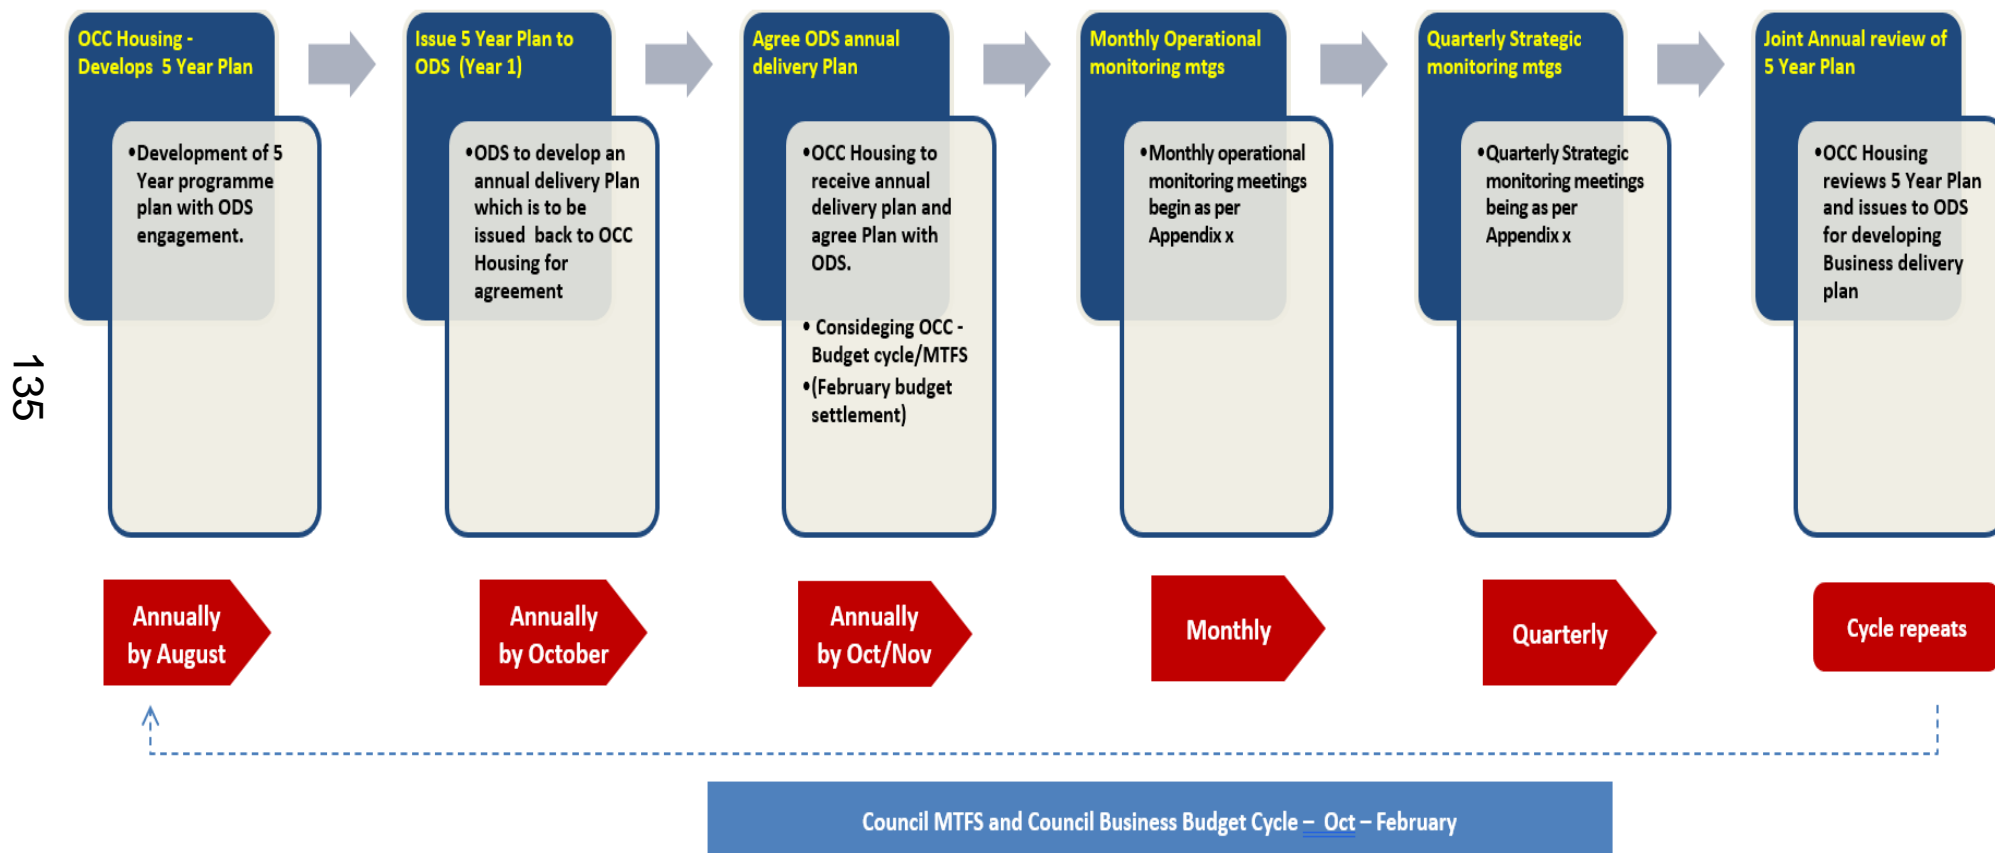 OCC Housing -
Develops 5 Year Plan
•Development of 5
Year programme
plan with ODS
engagement.
Issue 5 Year Plan to
ODS (Year 1)
•ODS to develop an
annual delivery Plan
which is to be
issued back to OCC
Housing for
agreement
Agree ODS annual
delivery Plan
•OCC Housing to
receive annual
delivery plan and
agree Plan with
ODS.
• Consideging OCC -
Budget cycle/MTFS
•(February budget
settlement)
Monthly Operational
monitoring mtgs
•Monthly operational
monitoring meetings
begin as per
Appendix x
Quarterly Strategic
monitoring mtgs
•Quarterly Strategic
monitoring meetings
being as per
Appendix x
Joint Annual review of
5 Year Plan
•OCC Housing
reviews 5 Year Plan
and issues to ODS
for developing
Business delivery
plan
135
Annually
by August
Annually
by October
Annually
by Oct/Nov
Monthly
Quarterly
Cycle repeats
Council MTFS and Council Business Budget Cycle – Oct – February